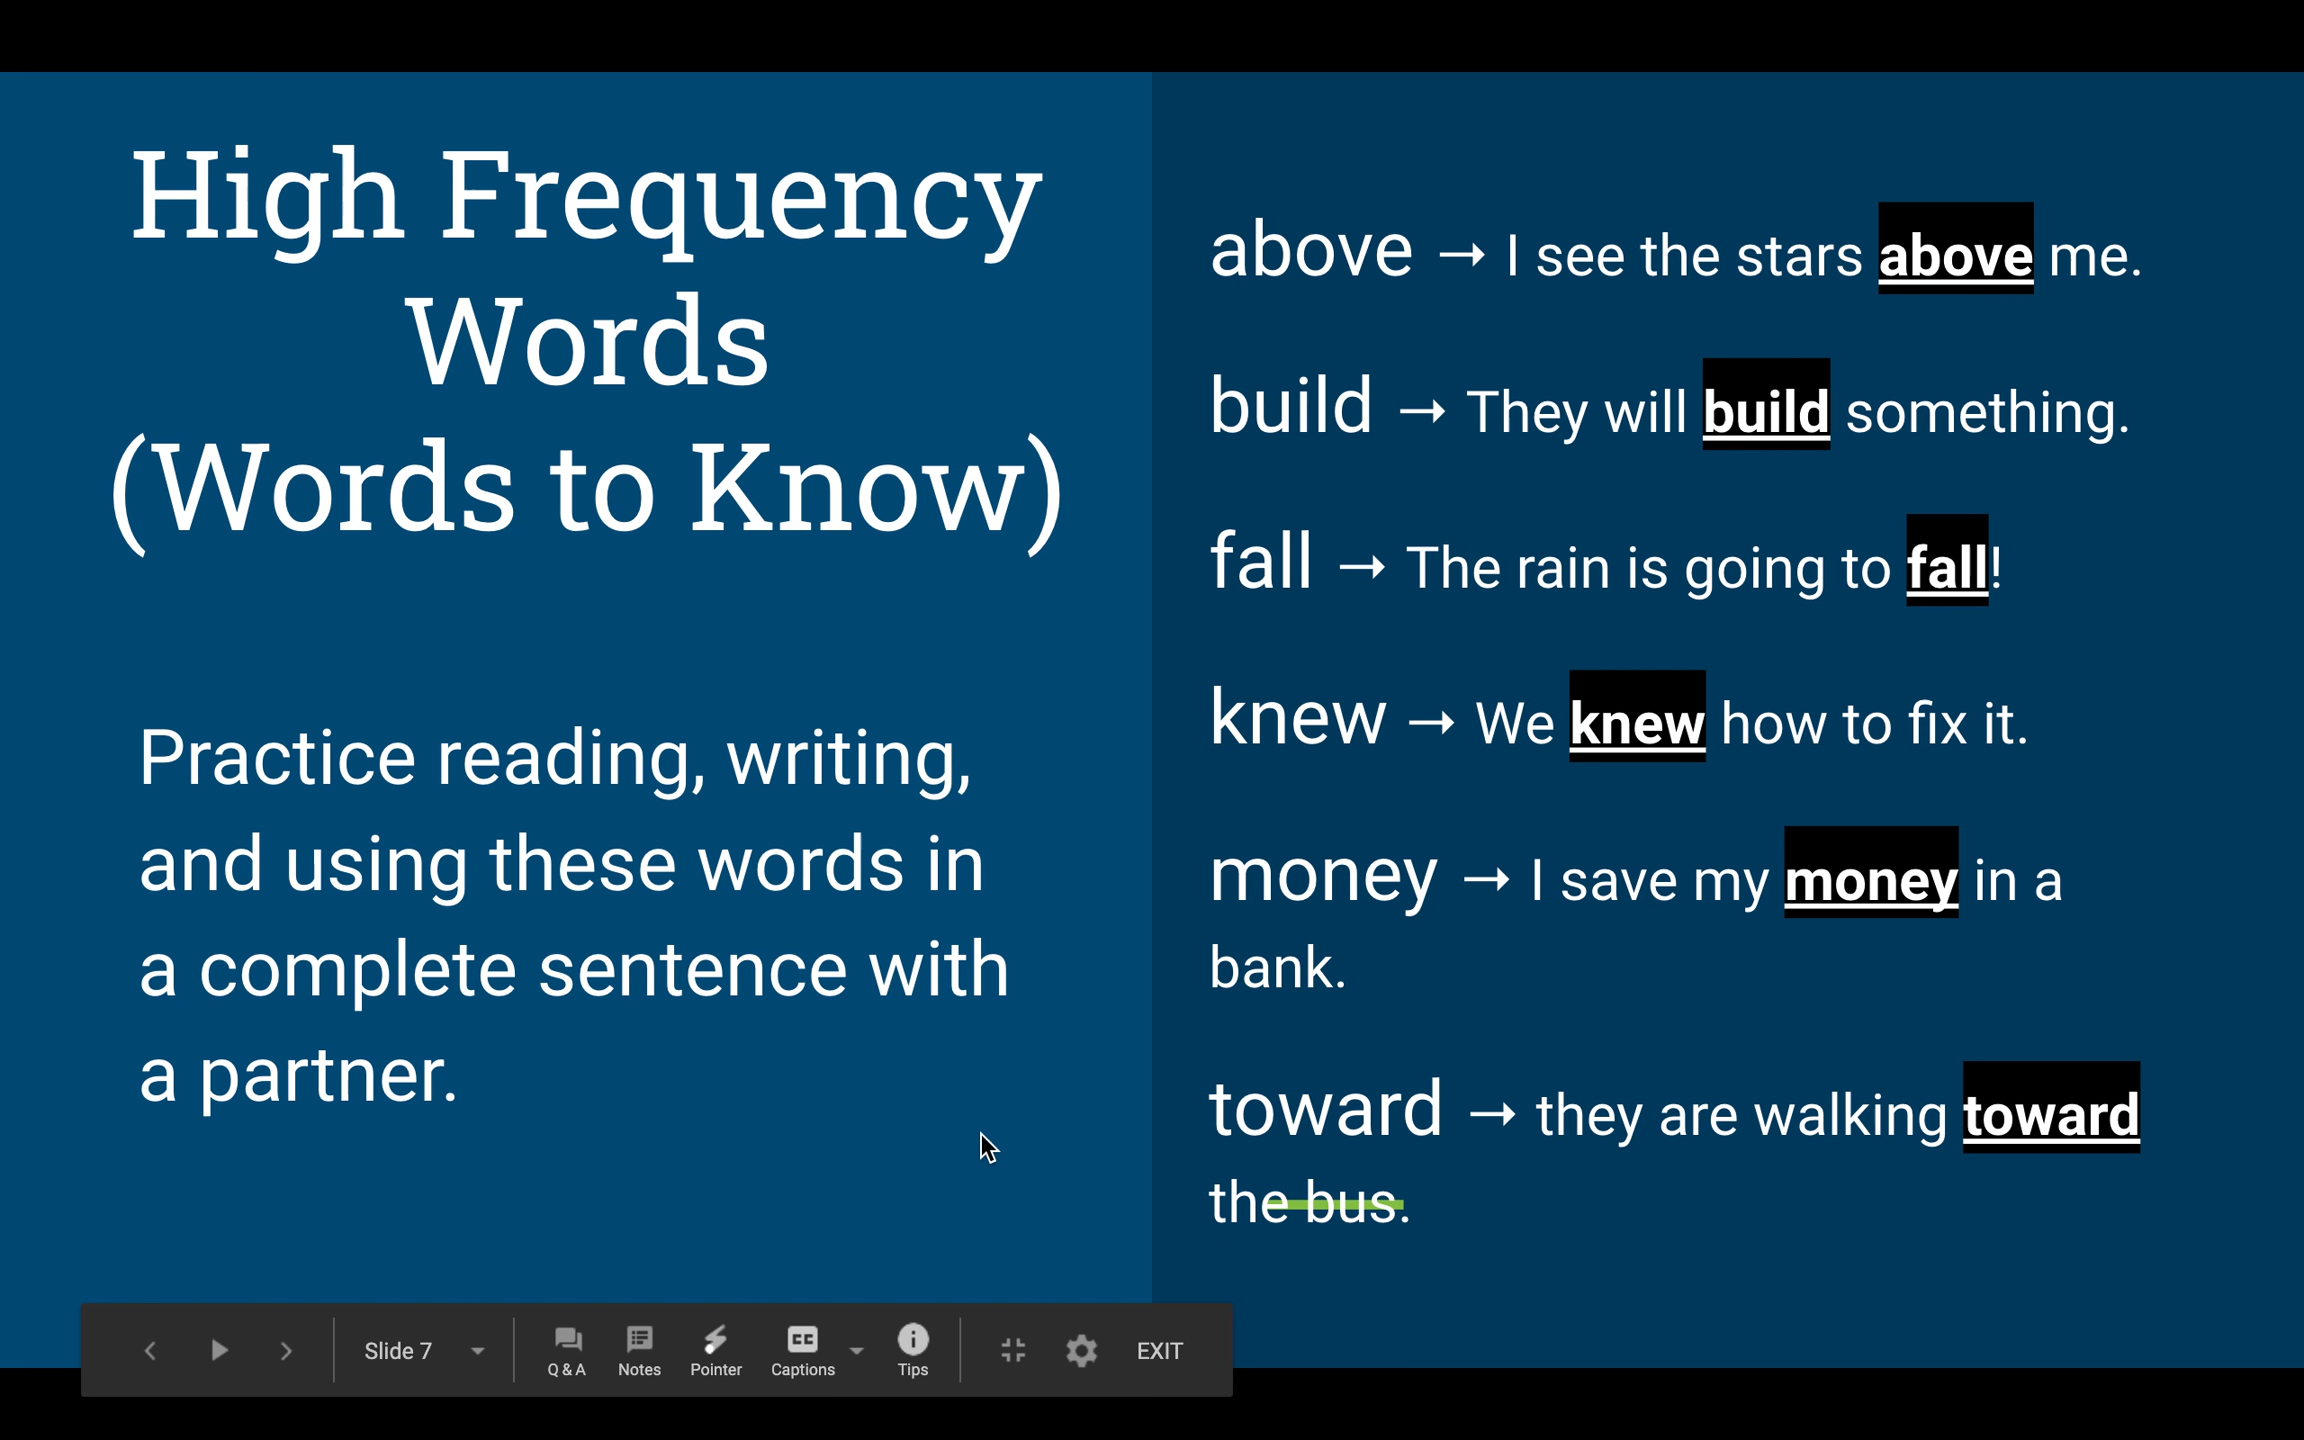 High Frequency
Words
(Words to Know)
Practice reading, writing,
and using these words in
a complete sentence with
a partner.
above → I see the stars above me.
build → They will build something.
fall → The rain is going to fall!
knew → We knew how to fix it.
money → I save my money in a
bank.
toward → they are walking toward
the bus.
Slide 7
Q & A
Notes
Pointer
CC
Captions
Tips
EXIT